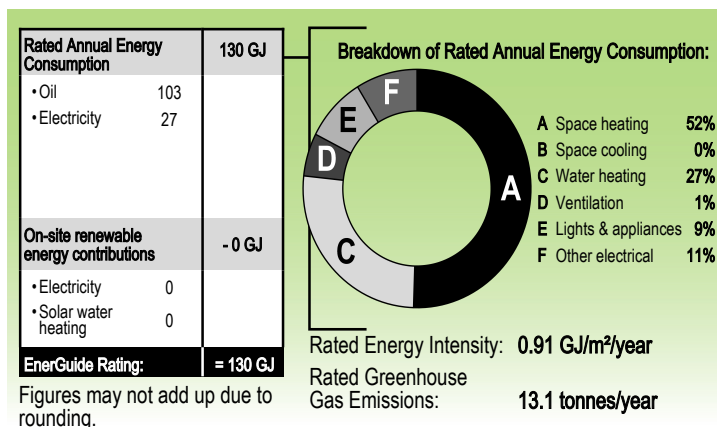 Rated Annual Energy Consumption 130 GJ
• Oil 103
• Electricity 27
On-site renewable energy contributions - 0 GJ
• Electricity 0
• Solar water heating 0
EnerGuide Rating: = 130 GJ
Figures may not add up due to
rounding.
Breakdown of Rated Annual Energy Consumption:
F
E
D
A
C
A Space heating 52%
B Space cooling 0%
C Water heating 27%
D Ventilation 1%
E Lights & appliances 9%
F Other electrical 11%
Rated Energy Intensity: 0.91 GJ/m²/year
Rated Greenhouse
Gas Emissions: 13.1 tonnes/year